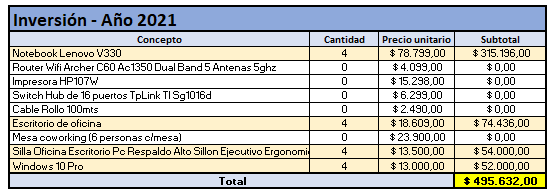 Inversión - Año 2021
Concepto Cantidad Precio unitario Subtotal
Notebook Lenovo V330 4 $ 78.799,00 $ 315.196,00
Router Wifi Archer C60 Ac1350 Dual Band 5 Antenas 5ghz 0 $ 4.099,00 $ 0,00
Impresora HP107W 0 $ 15.298,00 $ 0,00
Switch Hub de 16 puertos TpLink Tl Sg1016d 0 $ 6.299,00 $ 0,00
Cable Rollo 100mts 0 $ 2.490,00 $ 0,00
Escritorio de oficina 4 $ 18.609,00 $ 74.436,00
Mesa coworking (6 personas c/mesa) 0 $ 23.900,00 $ 0,00
Silla Oficina Escritorio Pc Respaldo Alto Sillon Ejecutivo Ergonomi 4 $ 13.500,00 $ 54.000,00
Windows 10 Pro 4 $ 13.000,00 $ 52.000,00
Total $ 495.632,00